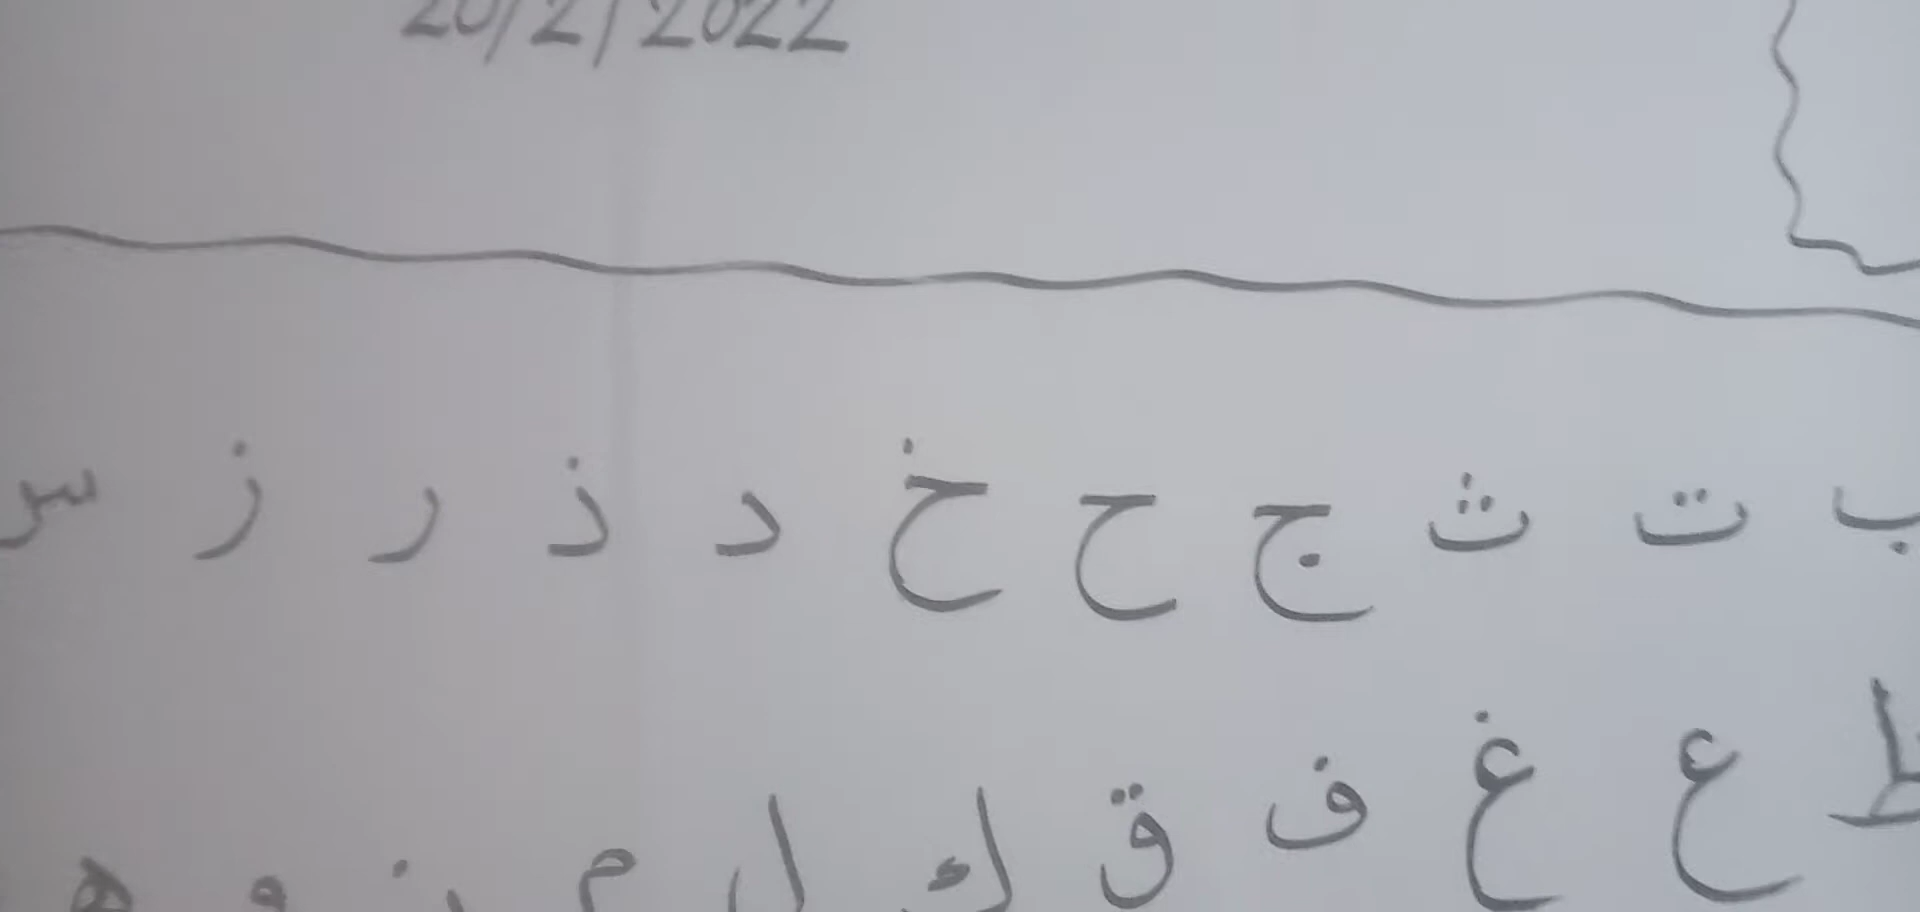 20/2/2022
ب ت ث ج ح خ د ذ ر ز س
ظ ع غ ف ق ك ل م ن و ه